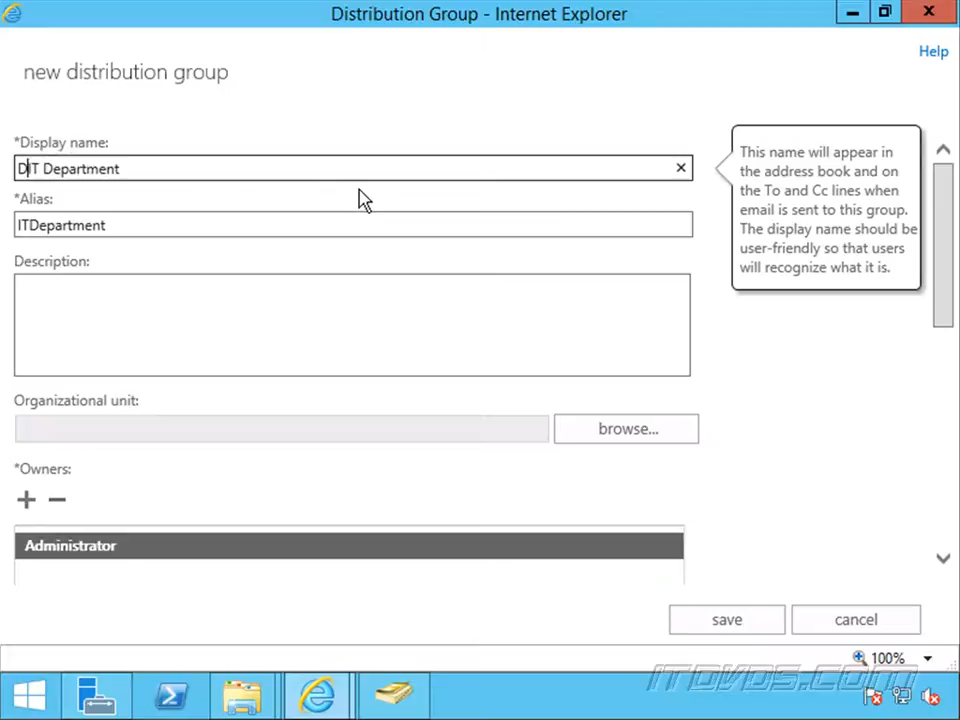 Distribution Group - Internet Explorer
Help
new distribution group
*Display name:
DIT Department
This name will appear in
the address book and on
the To and Cc lines when
email is sent to this group.
The display name should be
user-friendly so that users
will recognize what it is.
*Alias:
ITDepartment
Description:
Organizational unit:
browse...
*Owners:
Administrator
save
cancel
100%
ITDVDS.COM